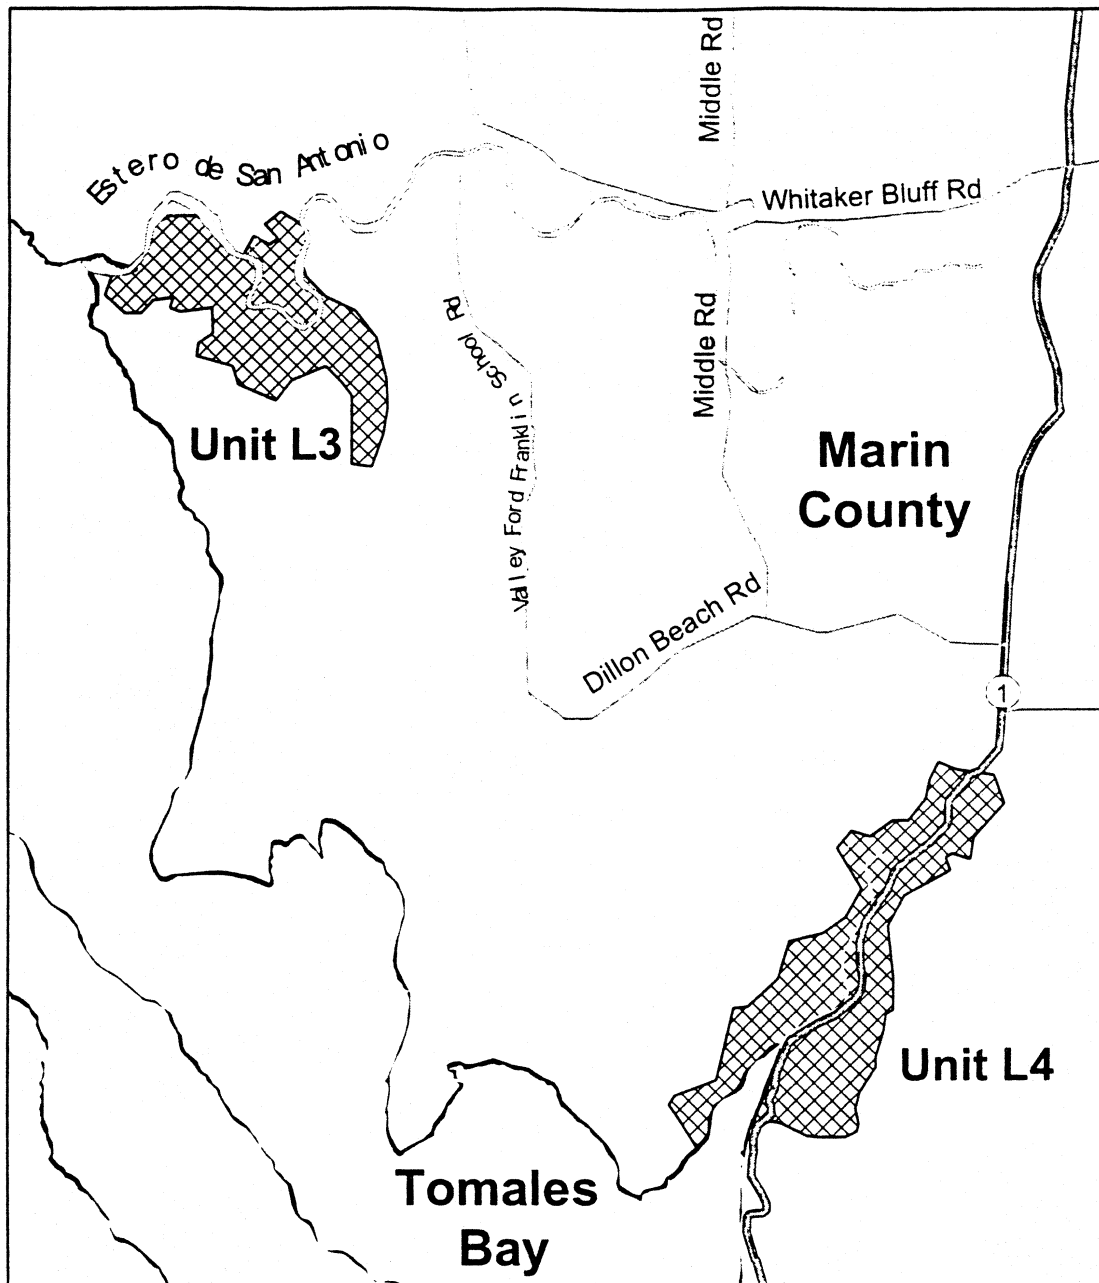 Middle Rd
Estero de San Antonio
Whitaker Bluff Rd
Valley Ford Franklin School Rd
Middle Rd
Unit L3
Marin
County
Dillon Beach Rd
1
Unit L4
Tomales
Bay